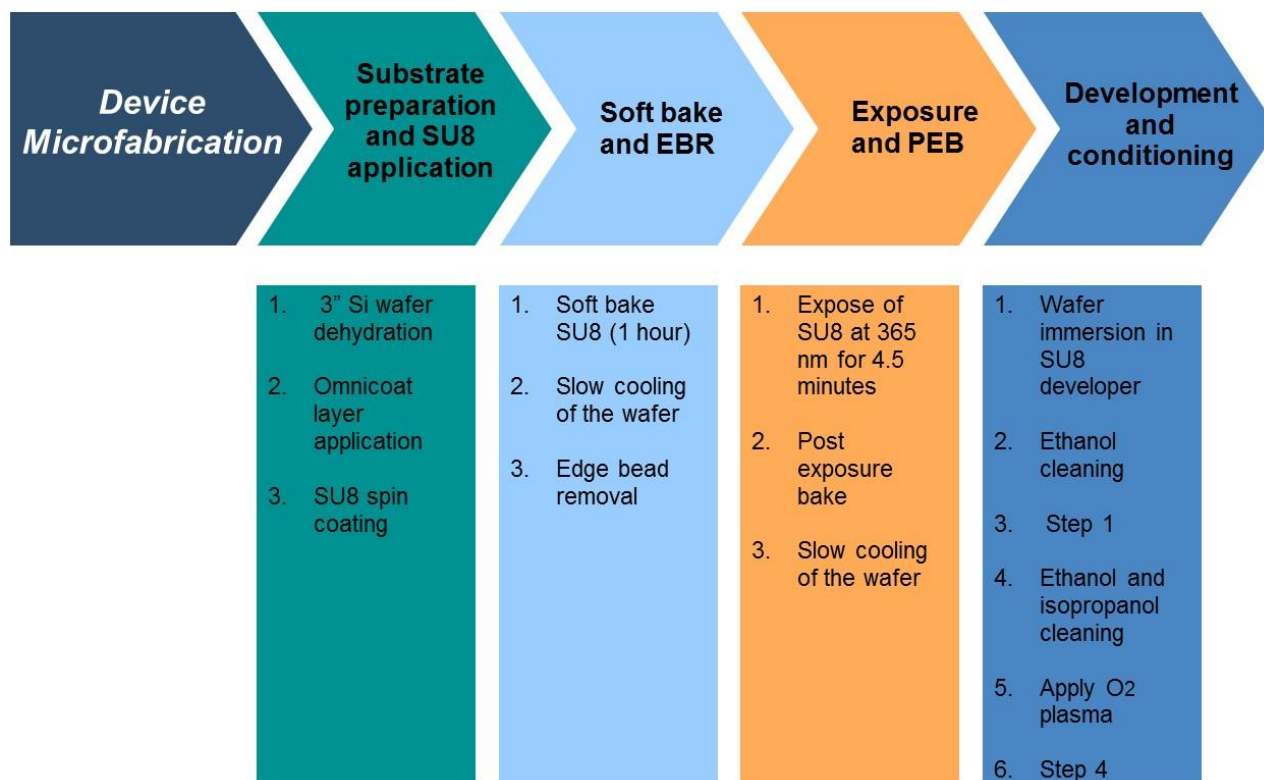 Device
Microfabrication
Substrate
preparation
and SU8
application
Soft bake
and EBR
Exposure
and PEB
Development
and
conditioning
1. 3” Si wafer
dehydration
2. Omnicoat
layer
application
3. SU8 spin
coating
1. Soft bake
SU8 (1 hour)
2. Slow cooling
of the wafer
3. Edge bead
removal
1. Expose of
SU8 at 365
nm for 4.5
minutes
2. Post
exposure
bake
3. Slow cooling
of the wafer
1. Wafer
immersion in
SU8
developer
2. Ethanol
cleaning
3. Step 1
4. Ethanol and
isopropanol
cleaning
5. Apply O2
plasma
6. Step 4